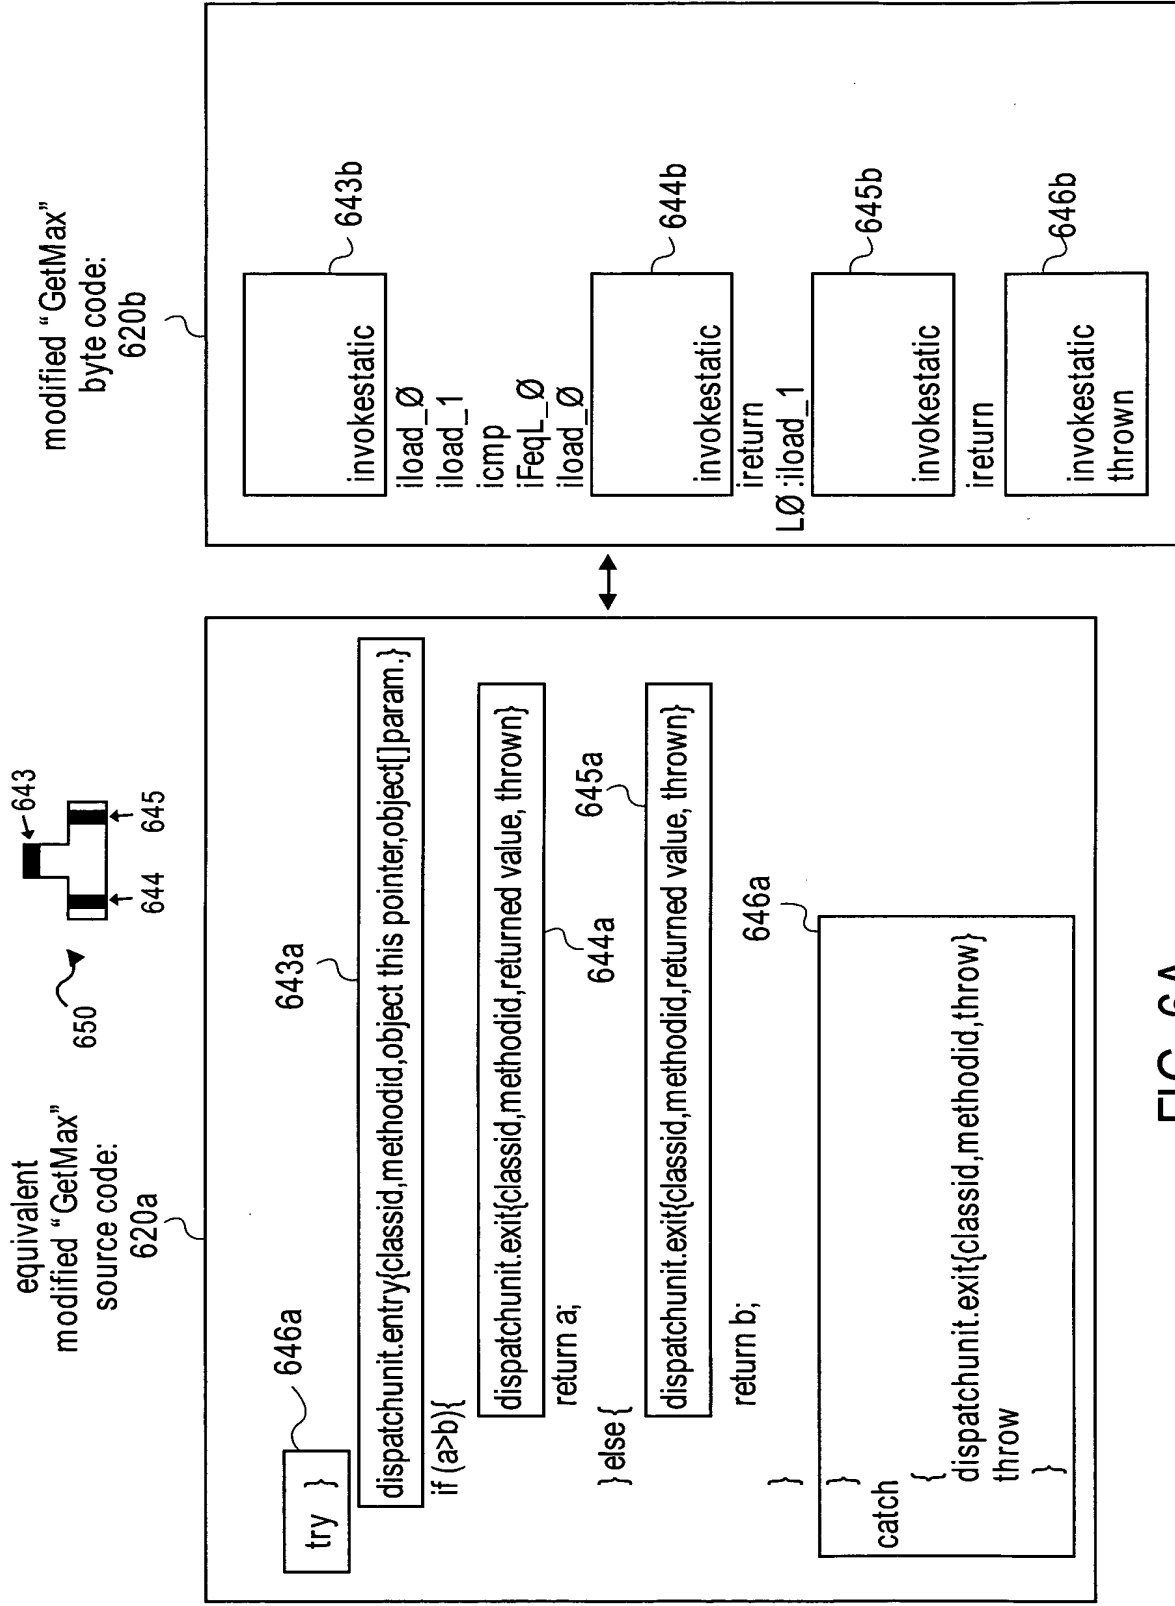 equivalent
modified “GetMax”
source code:
620a
650
643
644
645
646a
try }
643a
dispatchunit.entry{classid,methodid,object this pointer,object[]param.}
if (a>b){
dispatchunit.exit{classid,methodid,returned value, thrown}
644a
return a;
} else {
645a
dispatchunit.exit{classid,methodid,returned value, thrown}
return b;
}
646a
}
catch
{
dispatchunit.exit{classid,methodid,throw}
throw
}
modified “GetMax”
byte code:
620b
invokestatic
643b
iload_Ø
iload_1
icmp
iFeqL_Ø
iload_Ø
invokestatic
644b
ireturn
LØ :iload_1
invokestatic
645b
ireturn
invokestatic
thrown
646b
FIG. 6A